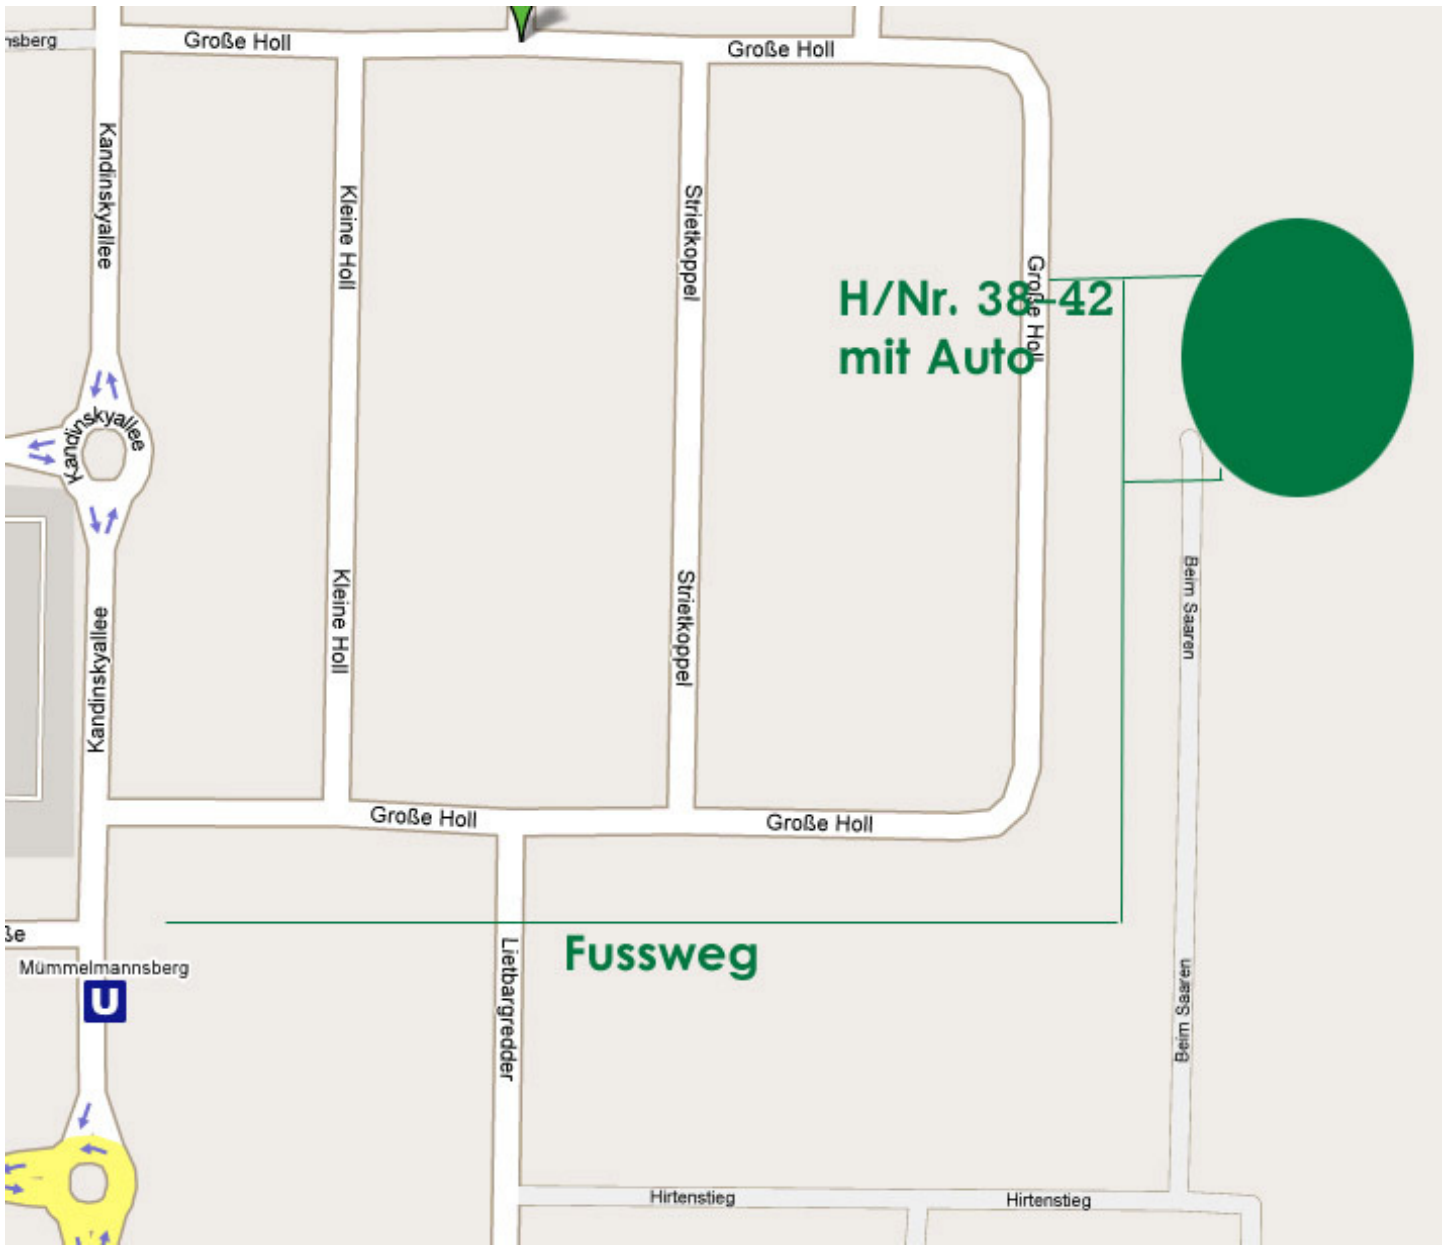 nsberg
Große Holl
Große Holl
Kandinskyallee
Kleine Holl
Strietkoppel
Große Holl
H/Nr. 38-42
mit Auto
Kandinskyallee
Kleine Holl
Strietkoppel
Beim Saaren
Kandinskyallee
Große Holl
Große Holl
ße
Fussweg
Mümmelmannsberg
U
Lietbargredder
Beim Saaren
Hirtenstieg
Hirtenstieg